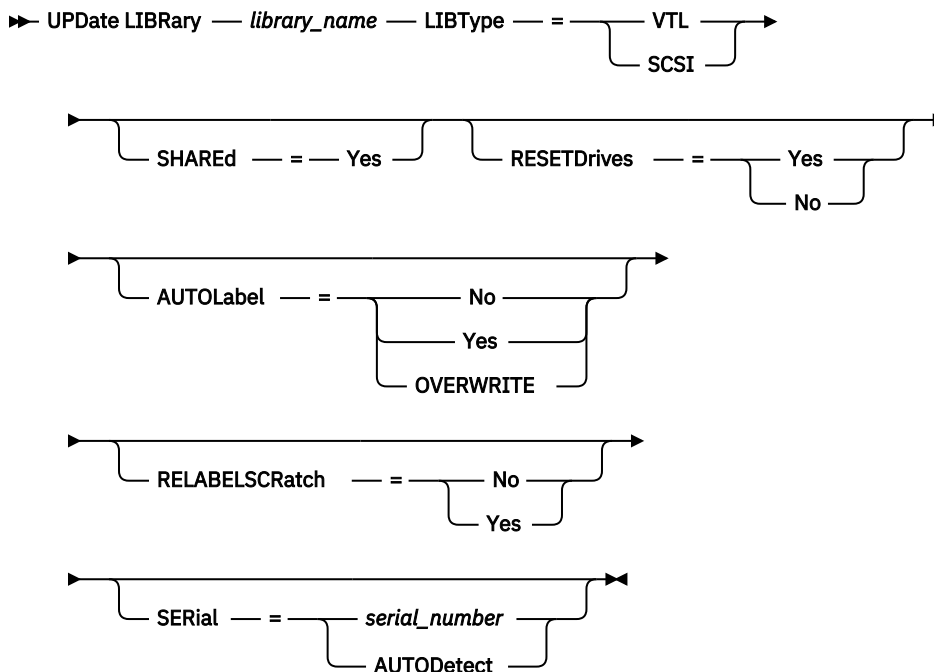 UPDate LIBRary library_name LIBType = VTL
SCSI
SHAREd = Yes RESETDrives = Yes
No
AUTOLabel = No
Yes
OVERWRITE
RELABELSCRatch = No
Yes
SERial = serial_number
AUTODetect